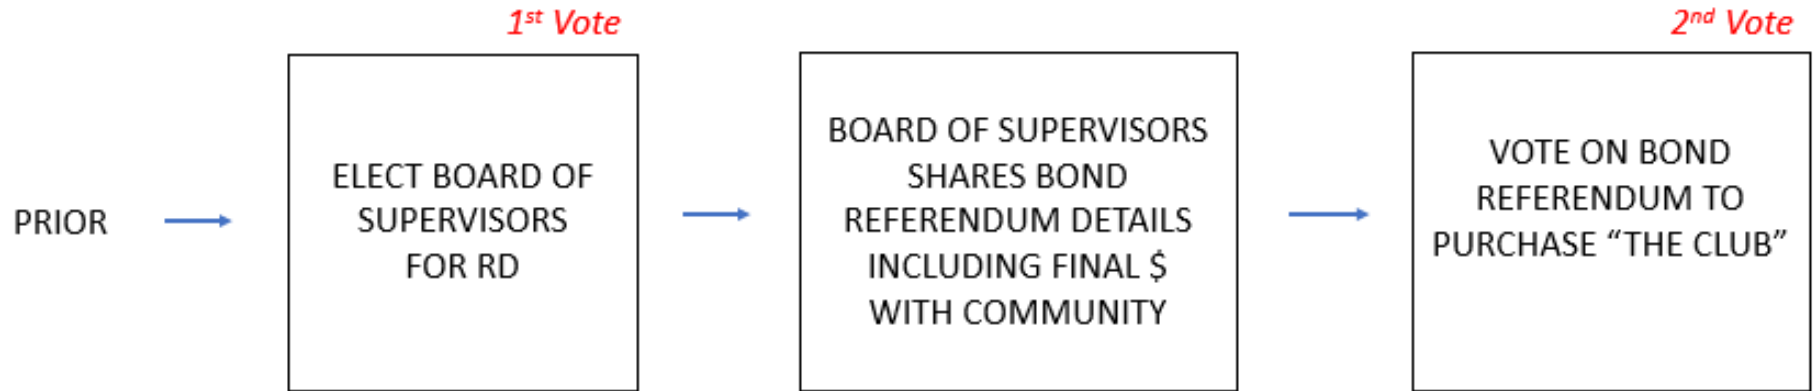 1st Vote
2nd Vote
PRIOR
ELECT BOARD OF
SUPERVISORS
FOR RD
BOARD OF SUPERVISORS
SHARES BOND
REFERENDUM DETAILS
INCLUDING FINAL $
WITH COMMUNITY
VOTE ON BOND
REFERENDUM TO
PURCHASE “THE CLUB”